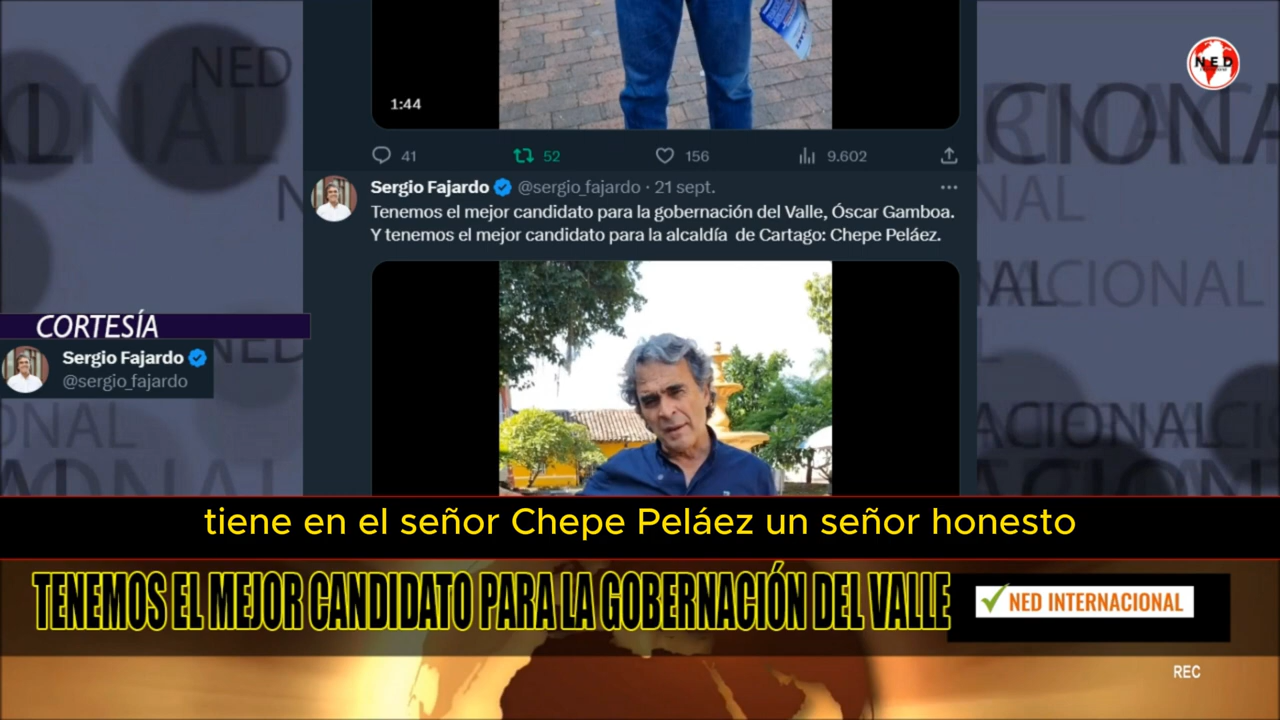 1:44
41
52
156
9.602
NED
Sergio Fajardo @sergio_fajardo · 21 sept.
Tenemos el mejor candidato para la gobernación del Valle, Óscar Gamboa.
Y tenemos el mejor candidato para la alcaldía de Cartago: Chepe Peláez.
CORTESÍA
Sergio Fajardo
@sergio_fajardo
tiene en el señor Chepe Peláez un señor honesto
TENEMOS EL MEJOR CANDIDATO PARA LA GOBERNACIÓN DEL VALLE
NED INTERNACIONAL
REC